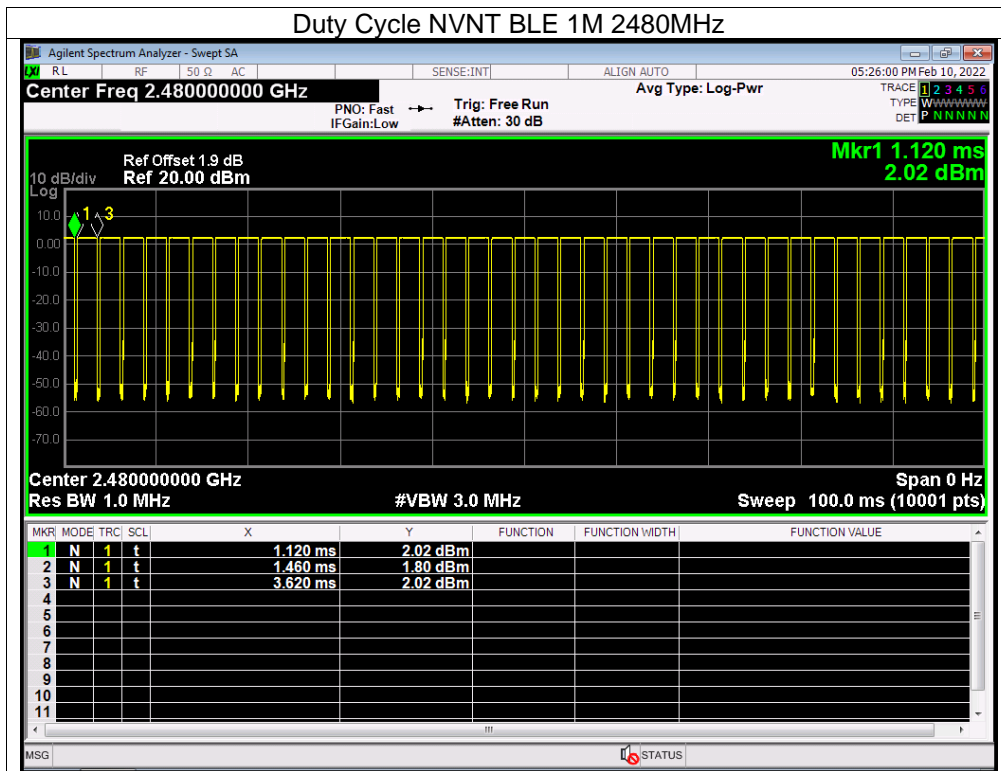 Duty Cycle NVNT BLE 1M 2480MHz
Agilent Spectrum Analyzer - Swept SA
LXI RL RF 50 Ω AC SENSE:INT ALIGN AUTO 05:26:00 PM Feb 10, 2022
Center Freq 2.480000000 GHz Avg Type: Log-Pwr TRACE 1 2 3 4 5 6
PNO: Fast Trig: Free Run TYPE WWWWWW
IFGain:Low #Atten: 30 dB DET P N N N N N
Mkr1 1.120 ms
Ref Offset 1.9 dB
10 dB/div Ref 20.00 dBm 2.02 dBm
Log
10.0
1 3
0.00
-10.0
-20.0
-30.0
-40.0
-50.0
-60.0
-70.0
Center 2.480000000 GHz Span 0 Hz
Res BW 1.0 MHz #VBW 3.0 MHz Sweep 100.0 ms (10001 pts)
MKR MODE TRC SCL X Y FUNCTION FUNCTION WIDTH FUNCTION VALUE
1 N 1 t 1.120 ms 2.02 dBm
2 N 1 t 1.460 ms 1.80 dBm
3 N 1 t 3.620 ms 2.02 dBm
4
5
6
7
8
9
10
11
MSG STATUS